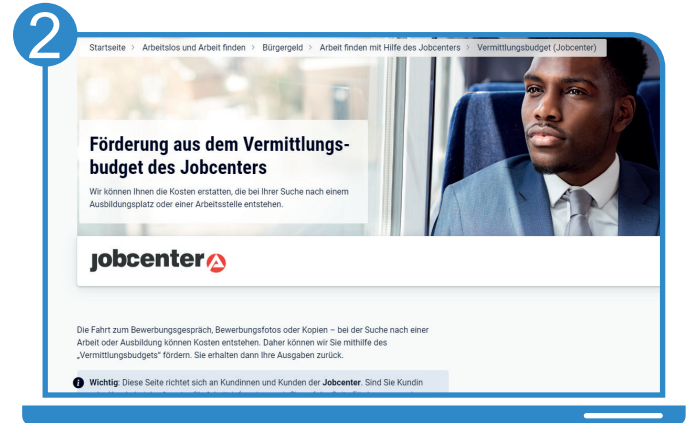 2
Startseite > Arbeitslos und Arbeit finden > Bürgergeld > Arbeit finden mit Hilfe des Jobcenters > Vermittlungsbudget (Jobcenter)
Förderung aus dem Vermittlungs-
budget des Jobcenters
Wir können Ihnen die Kosten erstatten, die bei Ihrer Suche nach einem
Ausbildungsplatz oder einer Arbeitsstelle entstehen.
jobcenter
Die Fahrt zum Bewerbungsgespräch, Bewerbungsfotos oder Kopien – bei der Suche nach einer
Arbeit oder Ausbildung können Kosten entstehen. Daher können wir Sie mithilfe des
„Vermittlungsbudgets“ fördern. Sie erhalten dann Ihre Ausgaben zurück.
i Wichtig: Diese Seite richtet sich an Kundinnen und Kunden der Jobcenter. Sind Sie Kundin